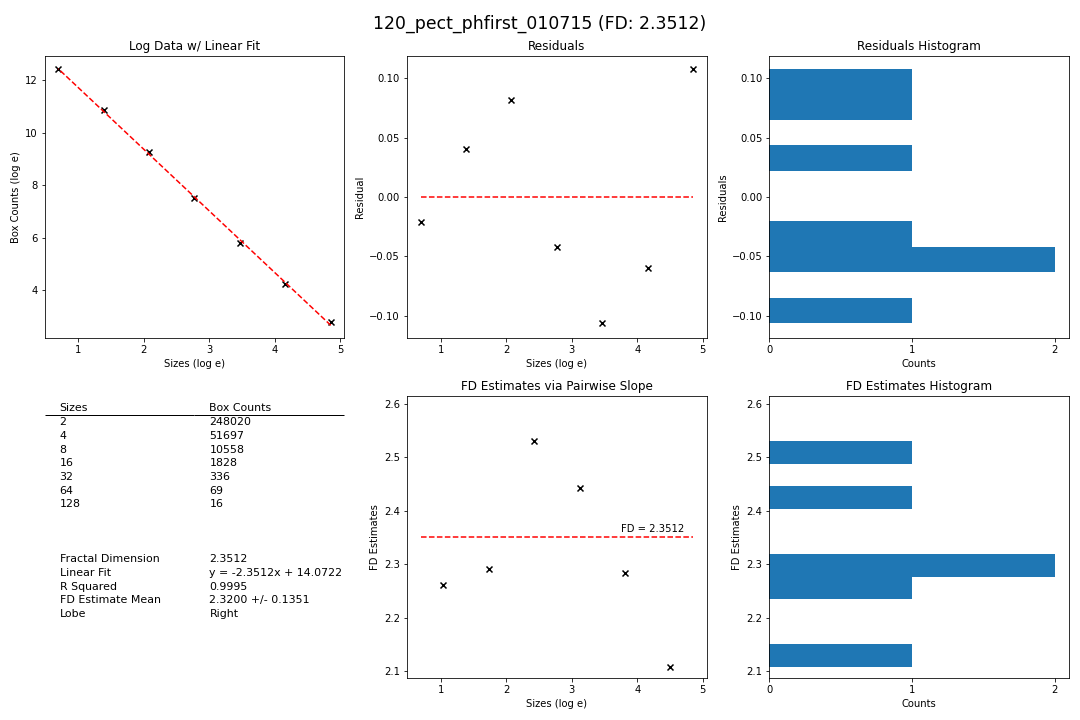 120_pect_phfirst_010715 (FD: 2.3512)
Log Data w/ Linear Fit
Box Counts (log e)
12
10
8
6
4
1 2 3 4 5
Sizes (log e)
Residuals
Residual
0.10
0.05
0.00
−0.05
−0.10
1 2 3 4 5
Sizes (log e)
Residuals Histogram
Residuals
0.10
0.05
0.00
−0.05
−0.10
0 1 2
Counts
Sizes Box Counts
2 248020
4 51697
8 10558
16 1828
32 336
64 69
128 16
Fractal Dimension 2.3512
Linear Fit y = -2.3512x + 14.0722
R Squared 0.9995
FD Estimate Mean 2.3200 +/- 0.1351
Lobe Right
FD Estimates via Pairwise Slope
FD Estimates
2.6
2.5
2.4
2.3
2.2
2.1
FD = 2.3512
1 2 3 4 5
Sizes (log e)
FD Estimates Histogram
FD Estimates
2.6
2.5
2.4
2.3
2.2
2.1
0 1 2
Counts